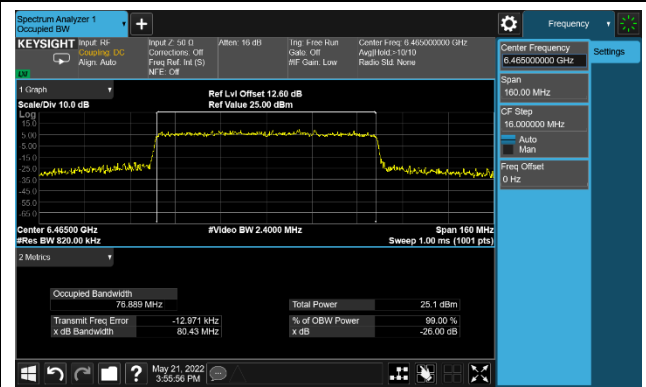 Spectrum Analyzer 1
Occupied BW
+
Frequency
KEYSIGHT
Input: RF
Coupling: DC
Align: Auto
Input Z: 50 Ω
Corrections: Off
Freq Ref: Int (S)
NFE: Off
Atten: 16 dB
Trig: Free Run
Gate: Off
#IF Gain: Low
Center Freq: 6.465000000 GHz
Avg|Hold:>10/10
Radio Std: None
Center Frequency
6.465000000 GHz
Settings
Span
160.00 MHz
CF Step
16.000000 MHz
Auto
Man
Freq Offset
0 Hz
1 Graph
Scale/Div 10.0 dB
Ref Lvl Offset 12.60 dB
Ref Value 25.00 dBm
Log
15.0
5.00
-5.00
-15.0
-25.0
-35.0
-45.0
-55.0
-65.0
Center 6.46500 GHz
#Res BW 820.00 kHz
#Video BW 2.4000 MHz
Span 160 MHz
Sweep 1.00 ms (1001 pts)
2 Metrics
Occupied Bandwidth
76.889 MHz
Total Power 25.1 dBm
Transmit Freq Error -12.971 kHz
% of OBW Power 99.00 %
x dB Bandwidth 80.43 MHz
x dB -26.00 dB
?
May 21, 2022
3:55:56 PM